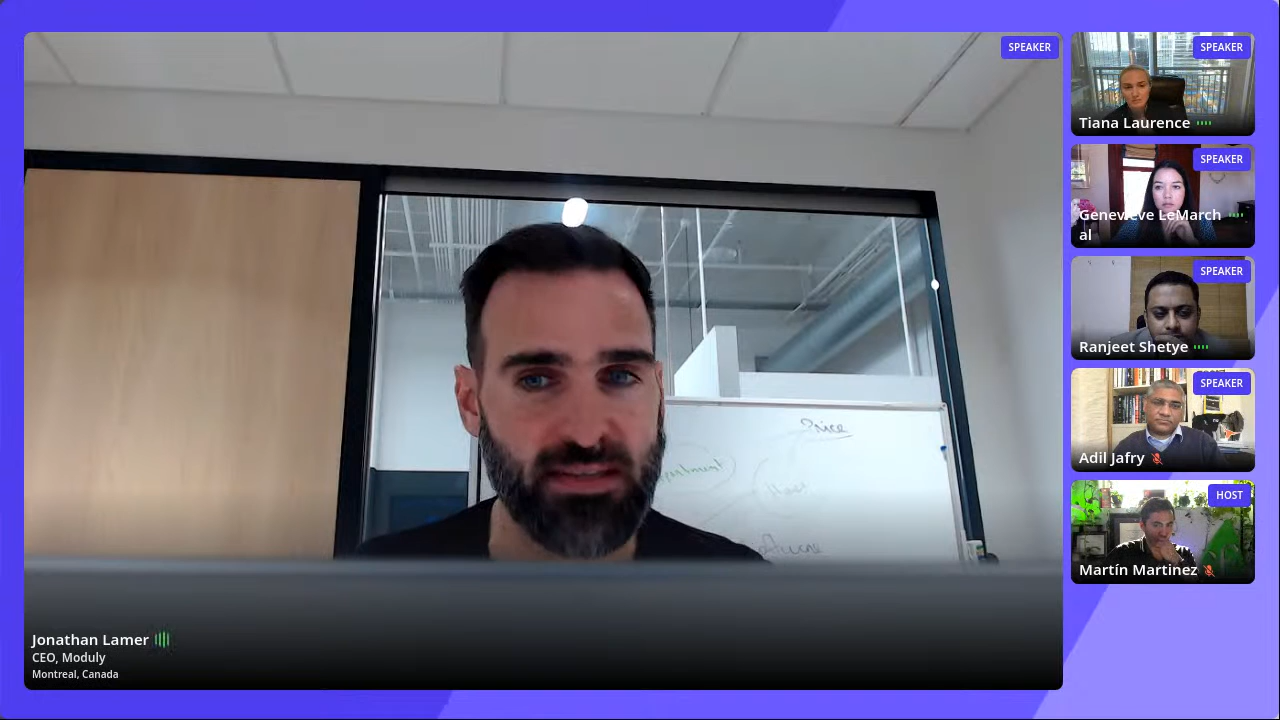 SPEAKER
Price
Jonathan Lamer
CEO, Moduly
Montreal, Canada
SPEAKER
Tiana Laurence
SPEAKER
Genevieve LeMarch
al
SPEAKER
Ranjeet Shetye
SPEAKER
Adil Jafry
HOST
Martín Martinez